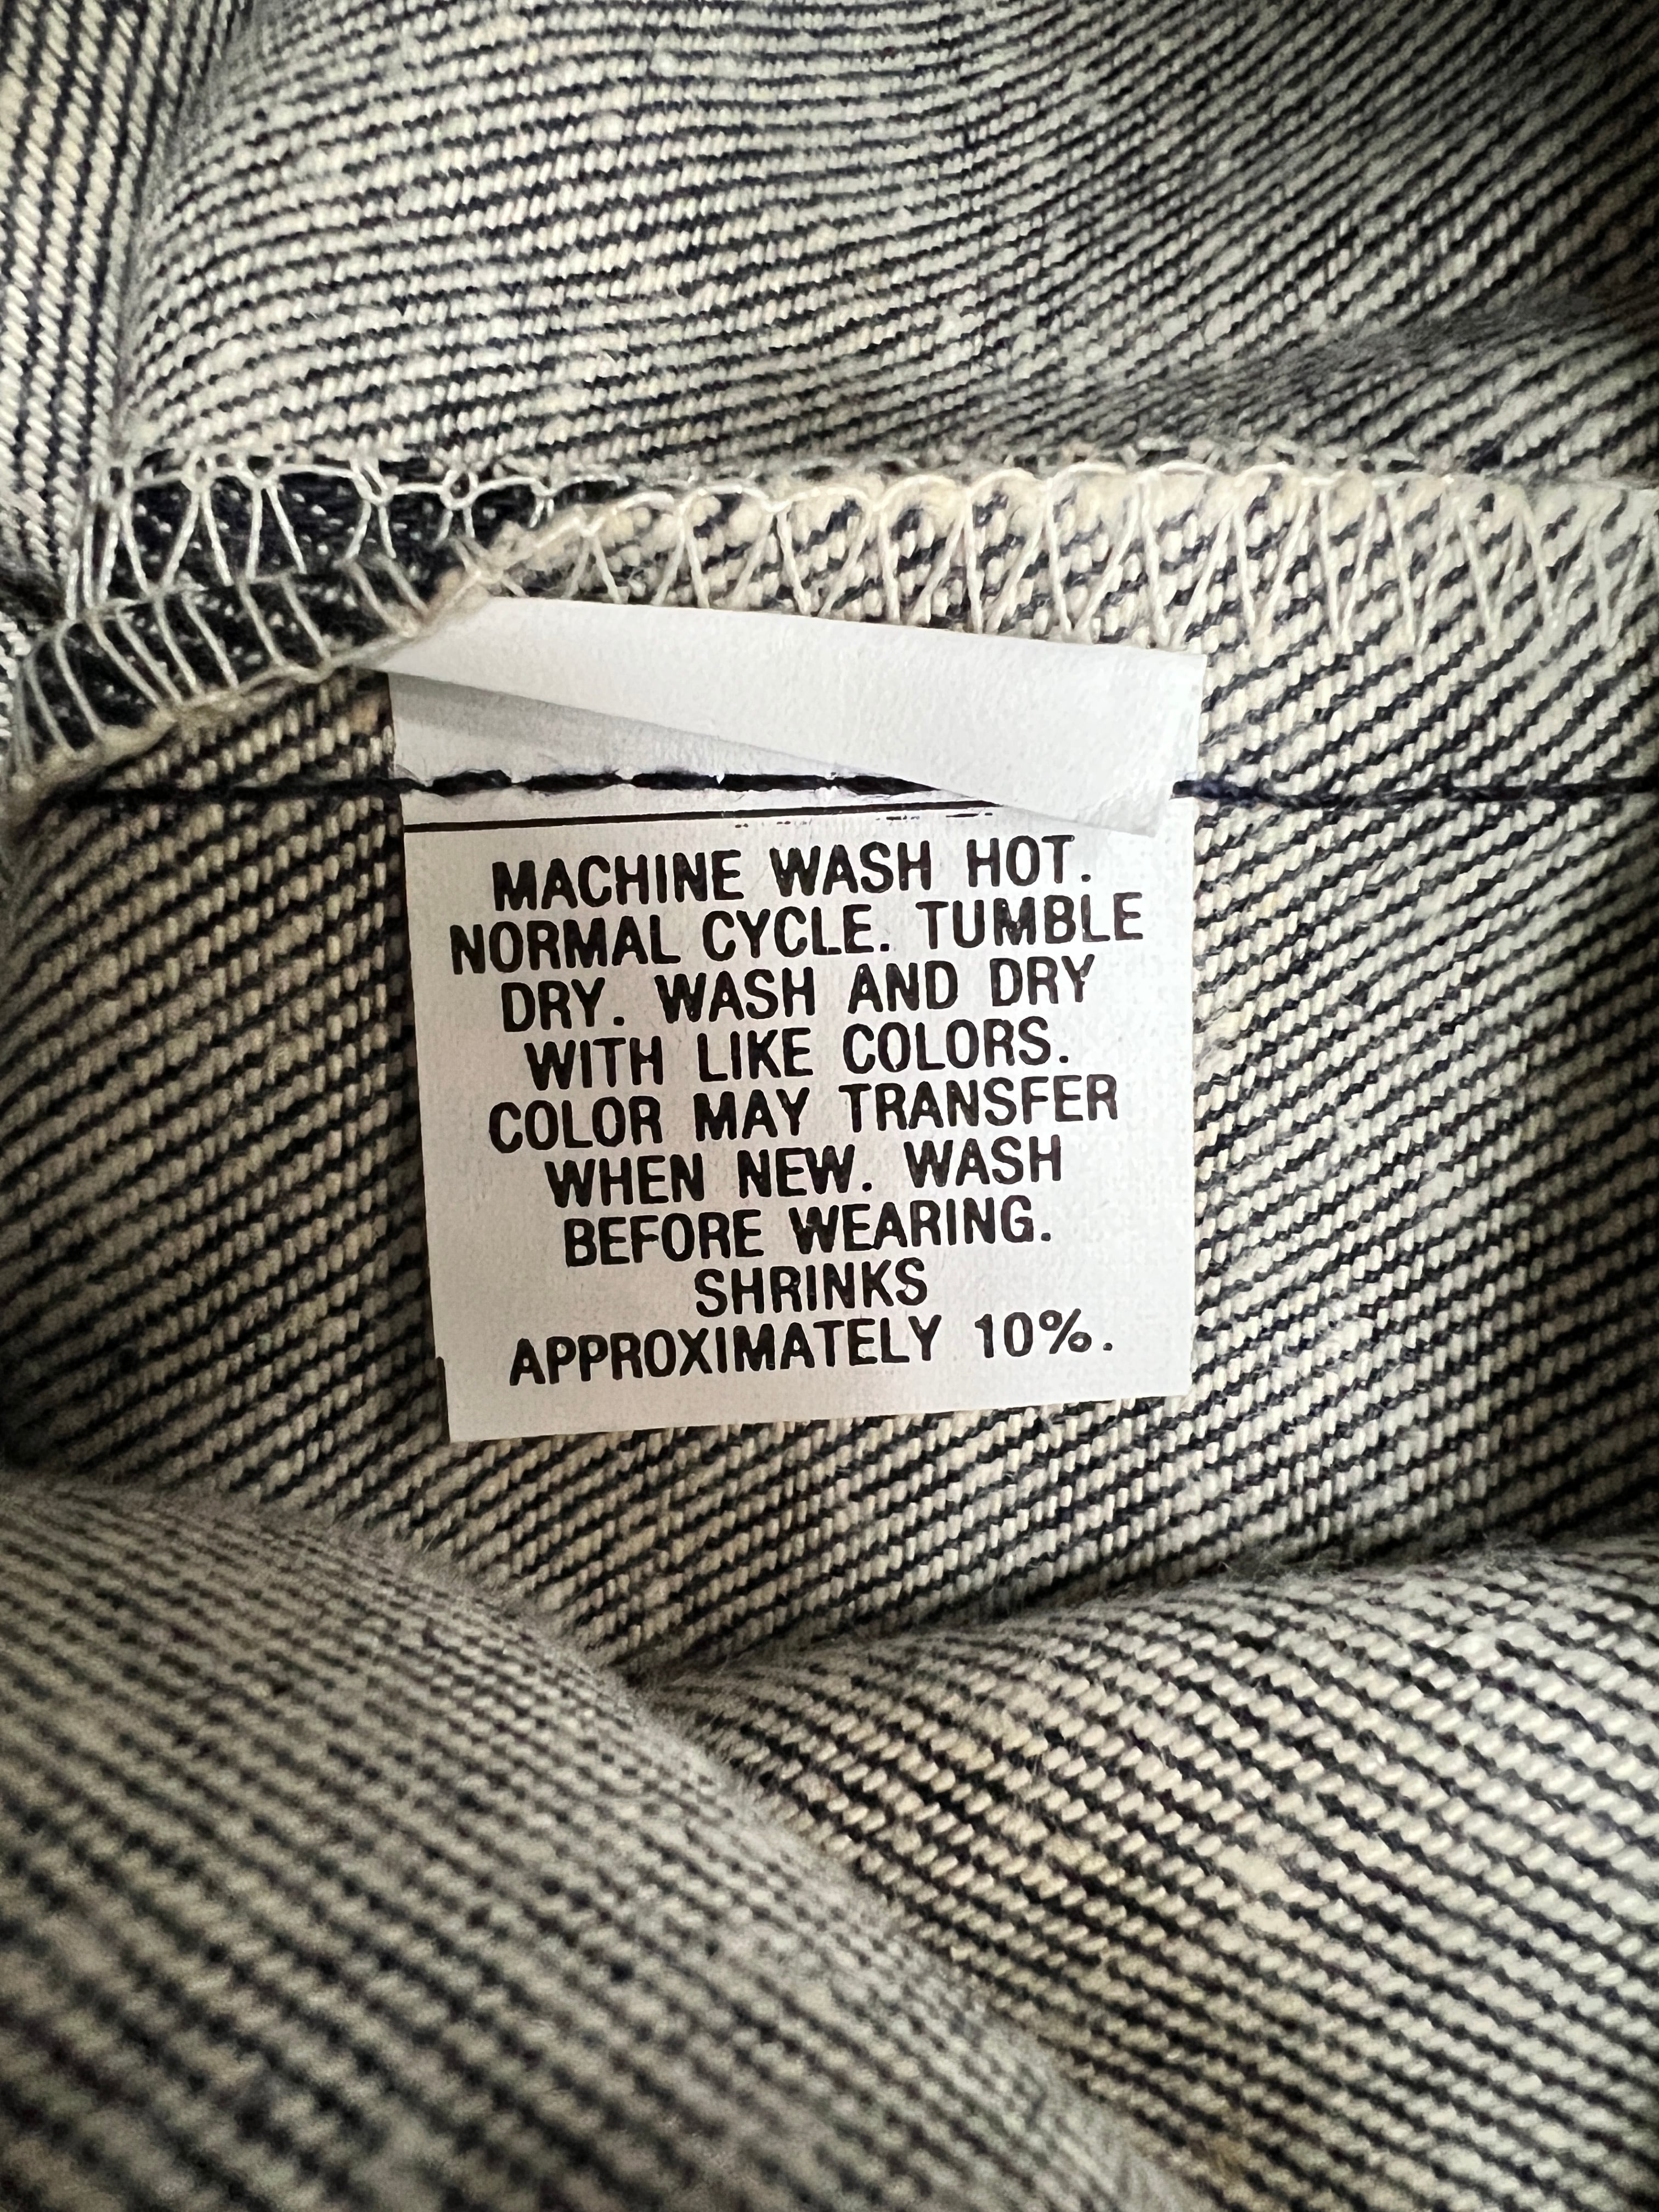 MACHINE WASH HOT.
NORMAL CYCLE. TUMBLE
DRY. WASH AND DRY
WITH LIKE COLORS.
COLOR MAY TRANSFER
WHEN NEW. WASH
BEFORE WEARING.
SHRINKS
APPROXIMATELY 10%.